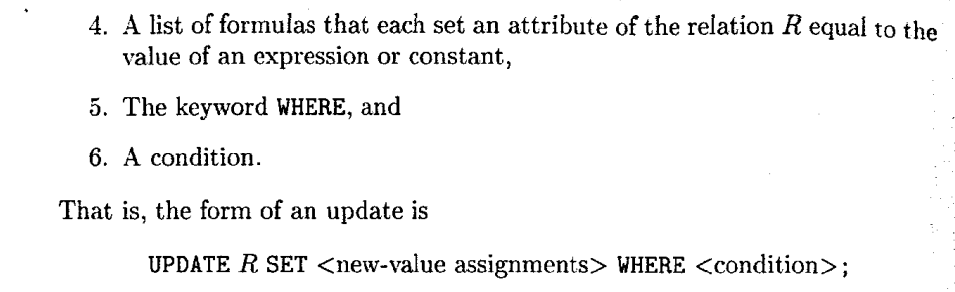 4. A list of formulas that each set an attribute of the relation R equal to the
value of an expression or constant,
5. The keyword WHERE, and
6. A condition.
That is, the form of an update is
UPDATE R SET <new-value assignments> WHERE <condition>;